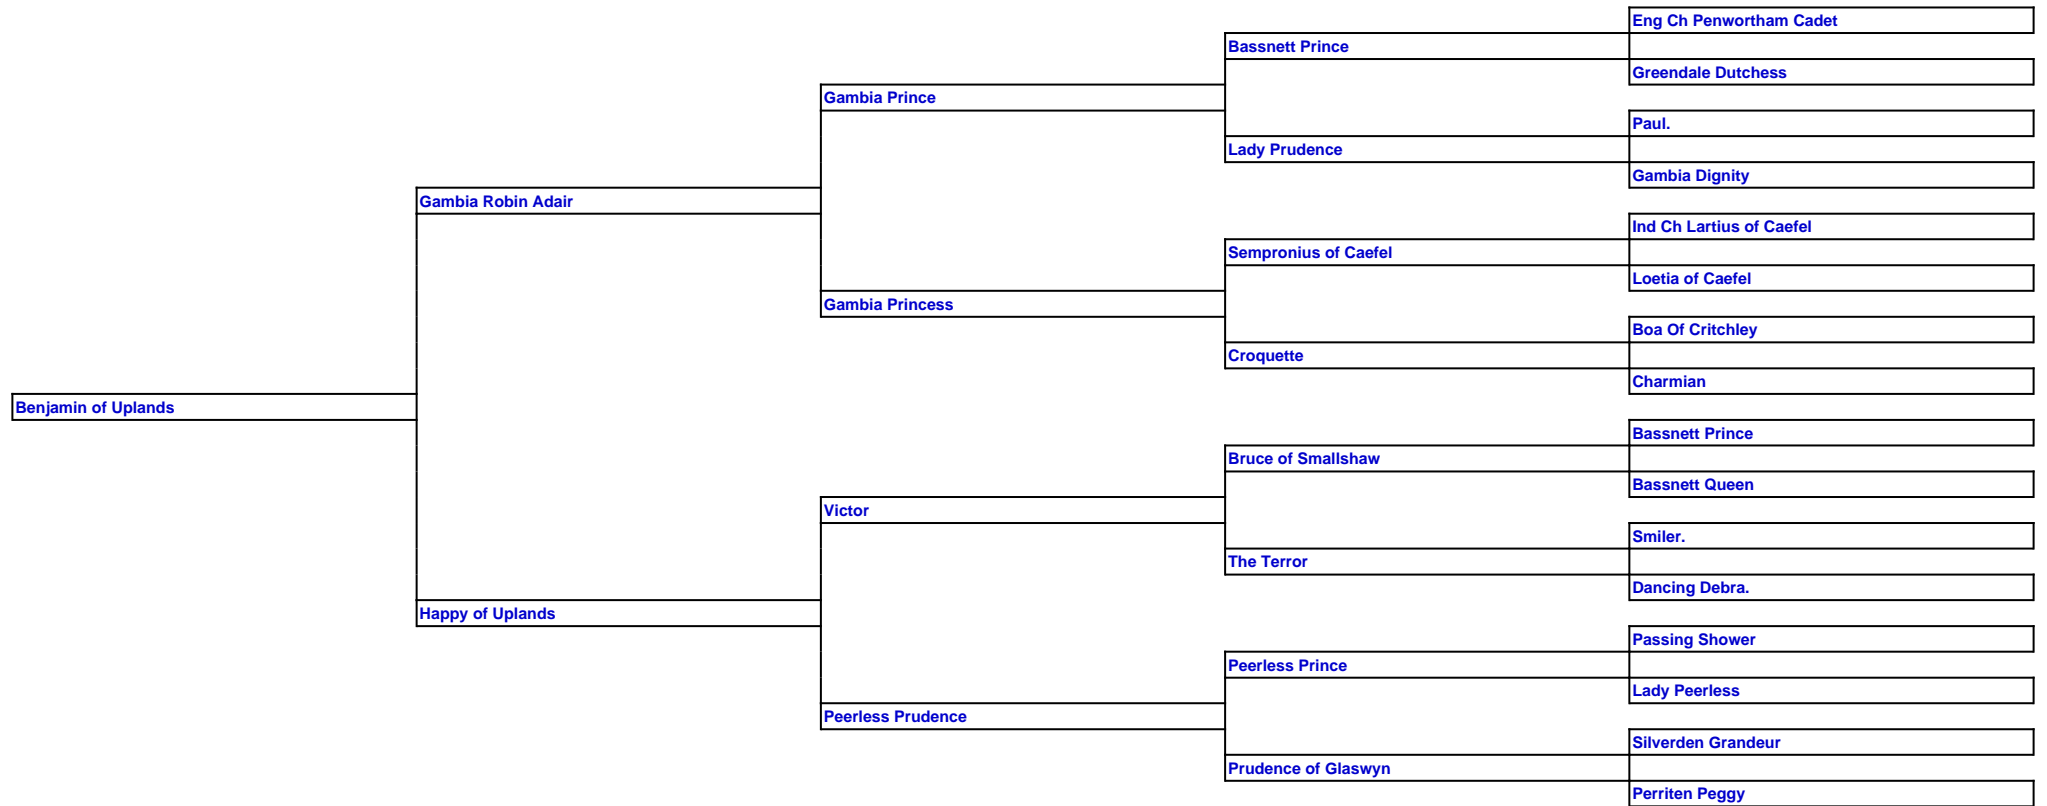 Eng Ch Penwortham Cadet
Bassnett Prince
Greendale Dutchess
Gambia Prince
Paul.
Lady Prudence
Gambia Dignity
Gambia Robin Adair
Ind Ch Lartius of Caefel
Sempronius of Caefel
Loetia of Caefel
Gambia Princess
Boa Of Critchley
Croquette
Charmian
Benjamin of Uplands
Bassnett Prince
Bruce of Smallshaw
Bassnett Queen
Victor
Smiler.
The Terror
Dancing Debra.
Happy of Uplands
Passing Shower
Peerless Prince
Lady Peerless
Peerless Prudence
Silverden Grandeur
Prudence of Glaswyn
Perriten Peggy